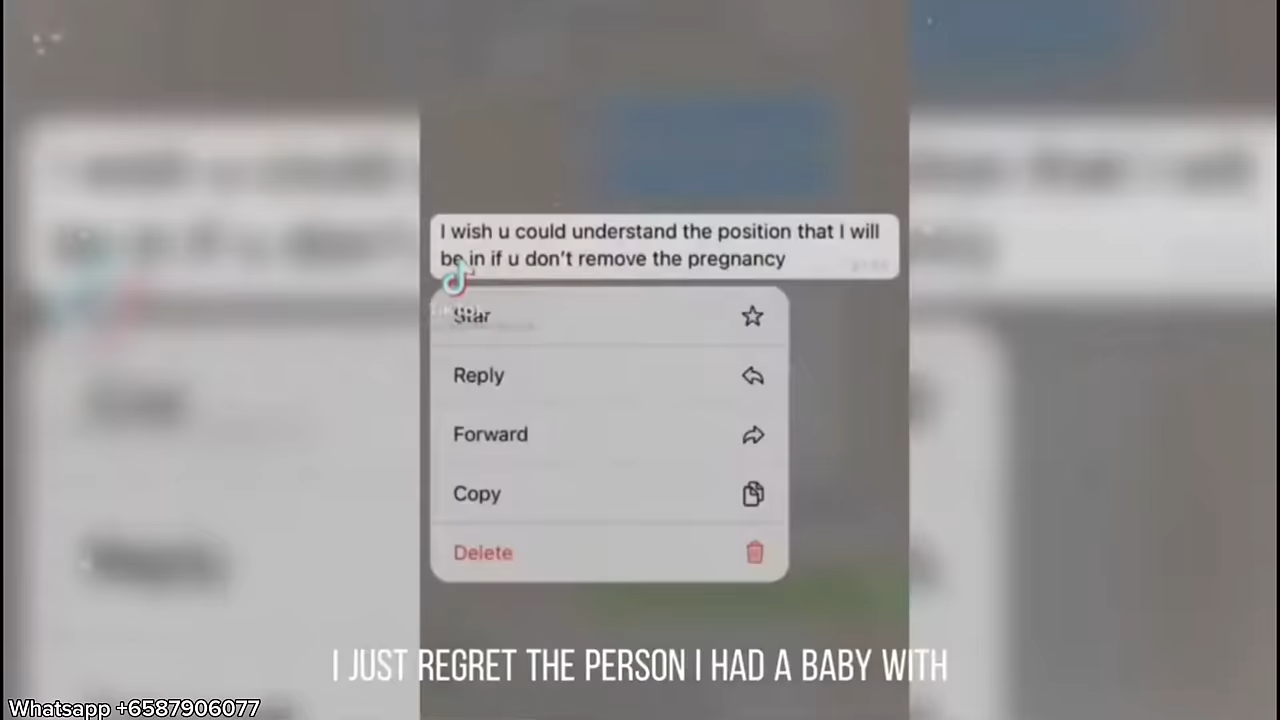 I wish u could understand the position that I will
be in if u don't remove the pregnancy
Star
Reply
Forward
Copy
Delete
I JUST REGRET THE PERSON I HAD A BABY WITH
Whatsapp +6587906077